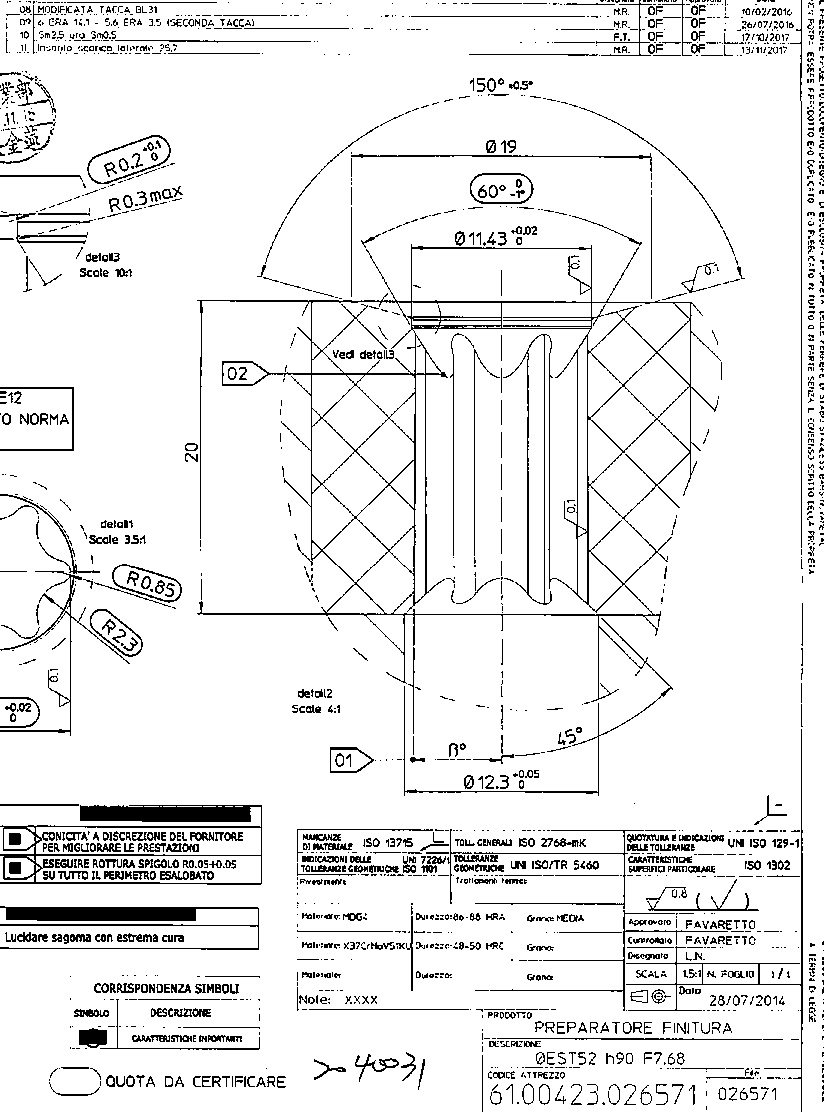 08 MODIFICATA TACCA BL31
M.R. OF OF 10/02/2016
09 6 ERA 14.1 - 5.6 ERA 3.5 (SECONDA TACCA)
M.R. OF OF 26/07/2016
10 Sm2.5 era Sm0.5
F.T. OF OF 17/10/2017
11 Inserito scarico laterale 25.7
M.R. OF OF 13/11/2017
150° ±0.5°
Ø19
60° 0 -1°
Ø11.43 +0.02 0
R0.2 +0.1 0
R0.3max
detail3
Scale 10:1
0.1
0.1
Vedi detail3
02
E12
O NORMA
20
detail1
Scale 3.5:1
0.1
R0.85
R2.3
0.1
+0.02 0
detail2
Scale 4:1
01
ß°
45°
Ø12.3 +0.05 0
CONICITA' A DISCREZIONE DEL FORNITORE
PER MIGLIORARE LE PRESTAZIONI
ESEGUIRE ROTTURA SPIGOLO R0.05+0.05
SU TUTTO IL PERIMETRO ESALOBATO
Lucidare sagoma con estrema cura
CORRISPONDENZA SIMBOLI
SIMBOLO DESCRIZIONE
CARATTERISTICHE IMPORTANTI
QUOTA DA CERTIFICARE
MANCANZE DI MATERIALE ISO 13715
TOLL. GENERALI ISO 2768-mK
QUOTATURA E INDICAZIONI DELLE TOLLERANZE UNI ISO 129-1
INDICAZIONI DELLE TOLLERANZE GEOMETRICHE UNI 7226/1 ISO 1101
TOLLERANZE GEOMETRICHE UNI ISO/TR 5460
CARATTERISTICHE SUPERFICI PARTICOLARE ISO 1302
Rivestimento:
Trattamenti termici:
0.8
Materiale: MDG4 Durezza: 86-88 HRA Grano: MEDIA
Approvato FAVARETTO
Materiale: X37CrMoV51KU Durezza: 48-50 HRC Grano:
Controllato FAVARETTO
Disegnato L.N.
Materiale: Durezza: Grano:
SCALA 1.5:1 N. FOGLIO 1/1
Note: XXXX
Data 28/07/2014
PRODOTTO
PREPARATORE FINITURA
DESCRIZIONE
ØEST52 h90 F7.68
CODICE ATTREZZO
61.00423.026571
Rif. 026571